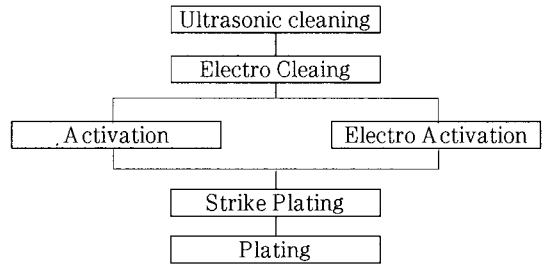 Ultrasonic cleaning
Electro Cleaing
Activation
Electro Activation
Strike Plating
Plating